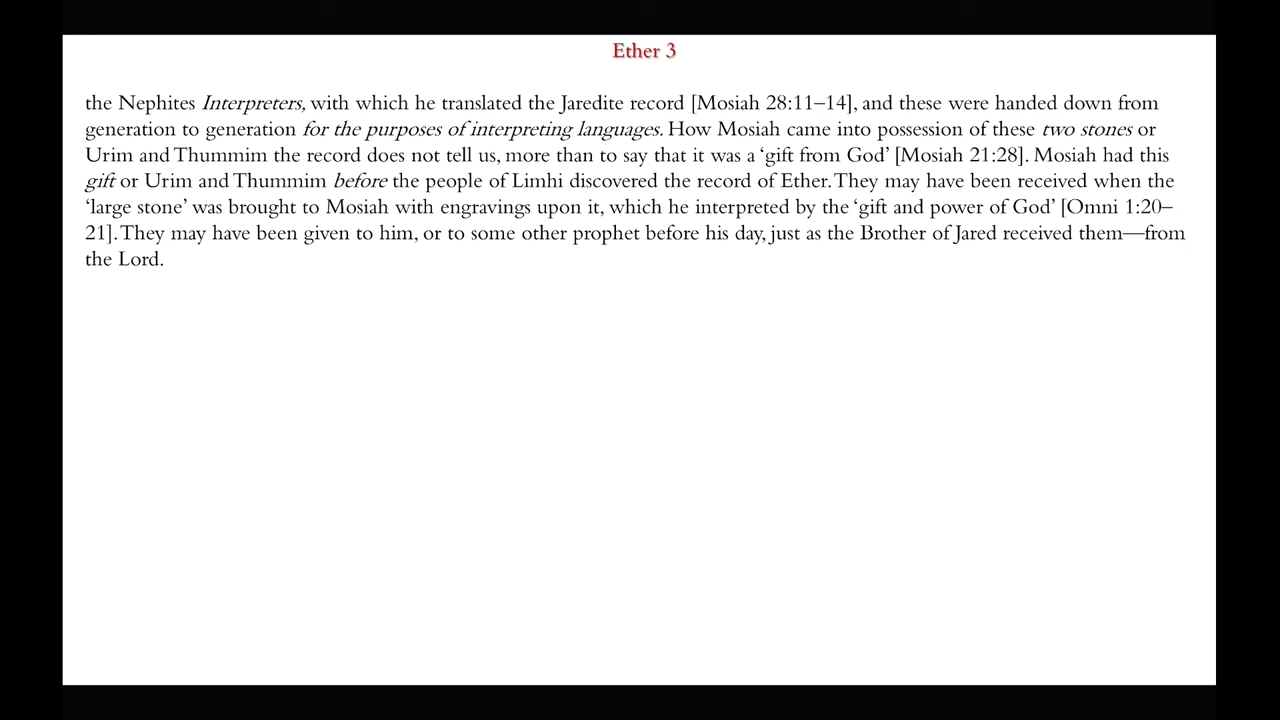 Ether 3
the Nephites Interpreters, with which he translated the Jaredite record [Mosiah 28:11–14], and these were handed down from
generation to generation for the purposes of interpreting languages. How Mosiah came into possession of these two stones or
Urim and Thummim the record does not tell us, more than to say that it was a ‘gift from God’ [Mosiah 21:28]. Mosiah had this
gift or Urim and Thummim before the people of Limhi discovered the record of Ether. They may have been received when the
‘large stone’ was brought to Mosiah with engravings upon it, which he interpreted by the ‘gift and power of God’ [Omni 1:20–
21]. They may have been given to him, or to some other prophet before his day, just as the Brother of Jared received them—from
the Lord.